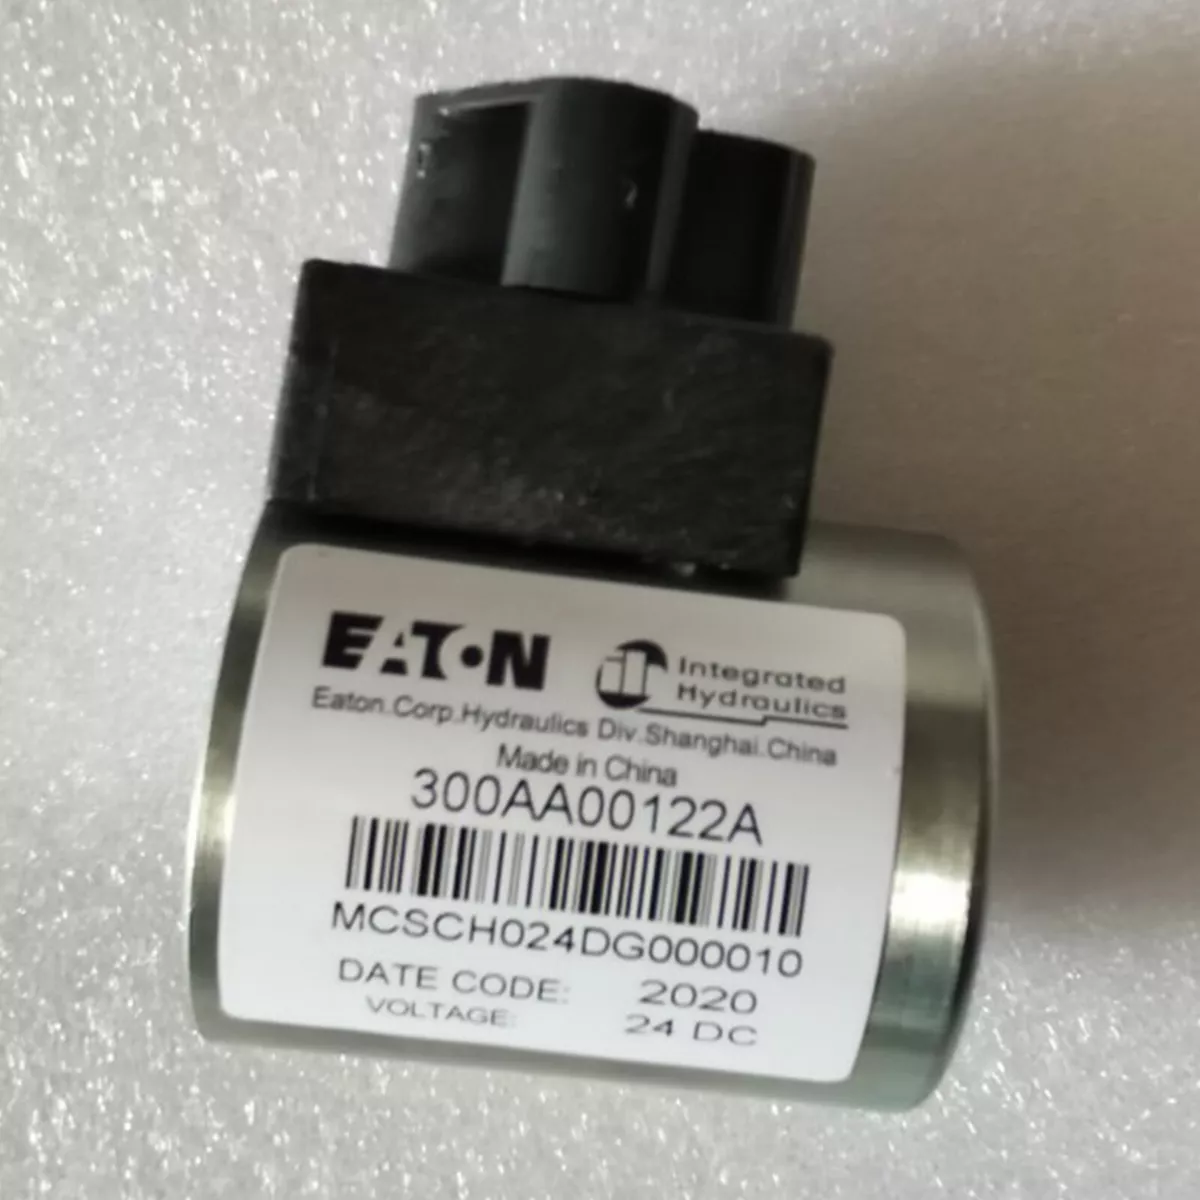 EATON Integrated Hydraulics
Eaton.Corp.Hydraulics Div.Shanghai.China
Made in China
300AA00122A
MCSCH024DG000010
DATE CODE: 2020
VOLTAGE: 24 DC